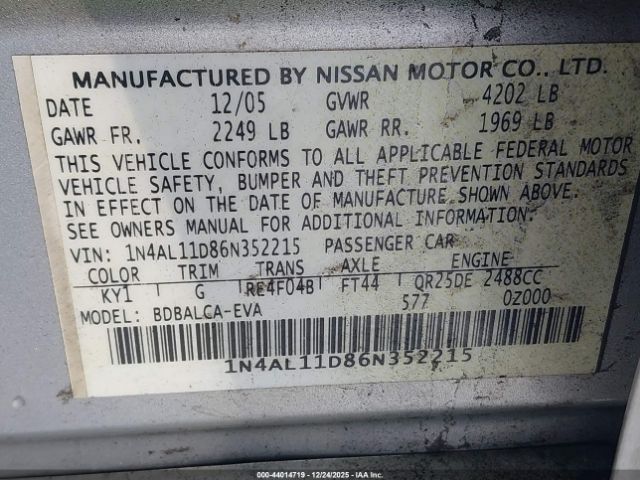 MANUFACTURED BY NISSAN MOTOR CO., LTD.
DATE 12/05 GVWR 4202 LB
GAWR FR. 2249 LB GAWR RR. 1969 LB
THIS VEHICLE CONFORMS TO ALL APPLICABLE FEDERAL MOTOR
VEHICLE SAFETY, BUMPER AND THEFT PREVENTION STANDARDS
IN EFFECT ON THE DATE OF MANUFACTURE SHOWN ABOVE.
SEE OWNERS MANUAL FOR ADDITIONAL INFORMATION.
VIN: 1N4AL11D86N352215 PASSENGER CAR
COLOR TRIM TRANS AXLE ENGINE
KY1 G RE4F04B FT44 QR25DE 2488CC
577 0Z000
MODEL: BDBALCA-EVA
1N4AL11D86N352215
000-44014719 - 12/24/2025 - IAA Inc.